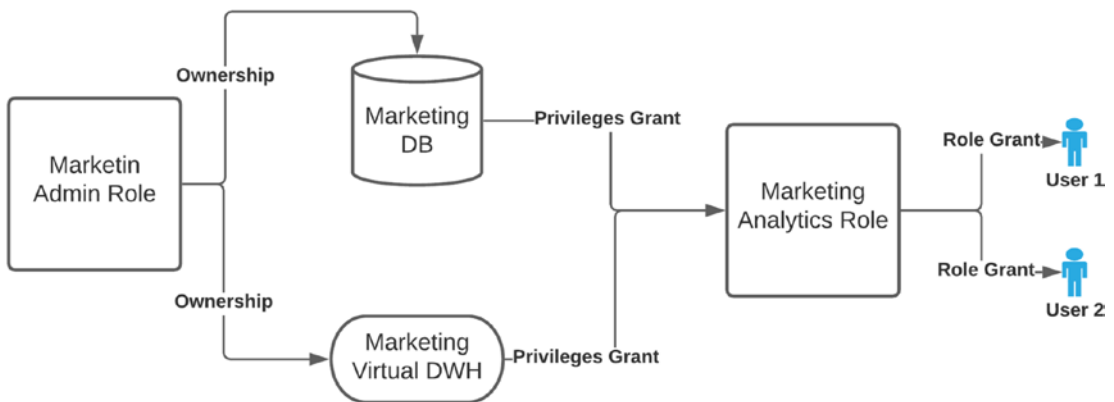 Ownership
Marketing
DB
Privileges Grant
Marketin
Admin Role
Marketing
Analytics Role
Role Grant
User 1.
Role Grant
User 2:
Ownership
Marketing
Virtual DWH
Privileges Grant